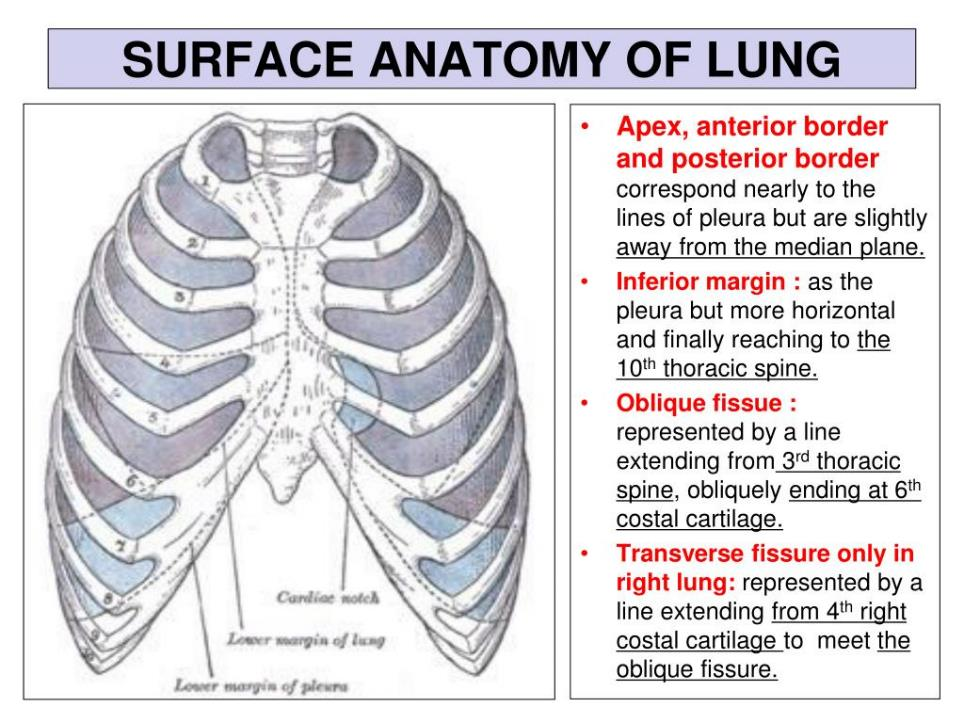 SURFACE ANATOMY OF LUNG
1
2
3
4
5
6
7
8
9
10
Cardiac notch
Lower margin of lung
Lower margin of pleura
• Apex, anterior border
and posterior border
correspond nearly to the
lines of pleura but are slightly
away from the median plane.
• Inferior margin : as the
pleura but more horizontal
and finally reaching to the
10th thoracic spine.
• Oblique fissue :
represented by a line
extending from 3rd thoracic
spine, obliquely ending at 6th
costal cartilage.
• Transverse fissure only in
right lung: represented by a
line extending from 4th right
costal cartilage to meet the
oblique fissure.